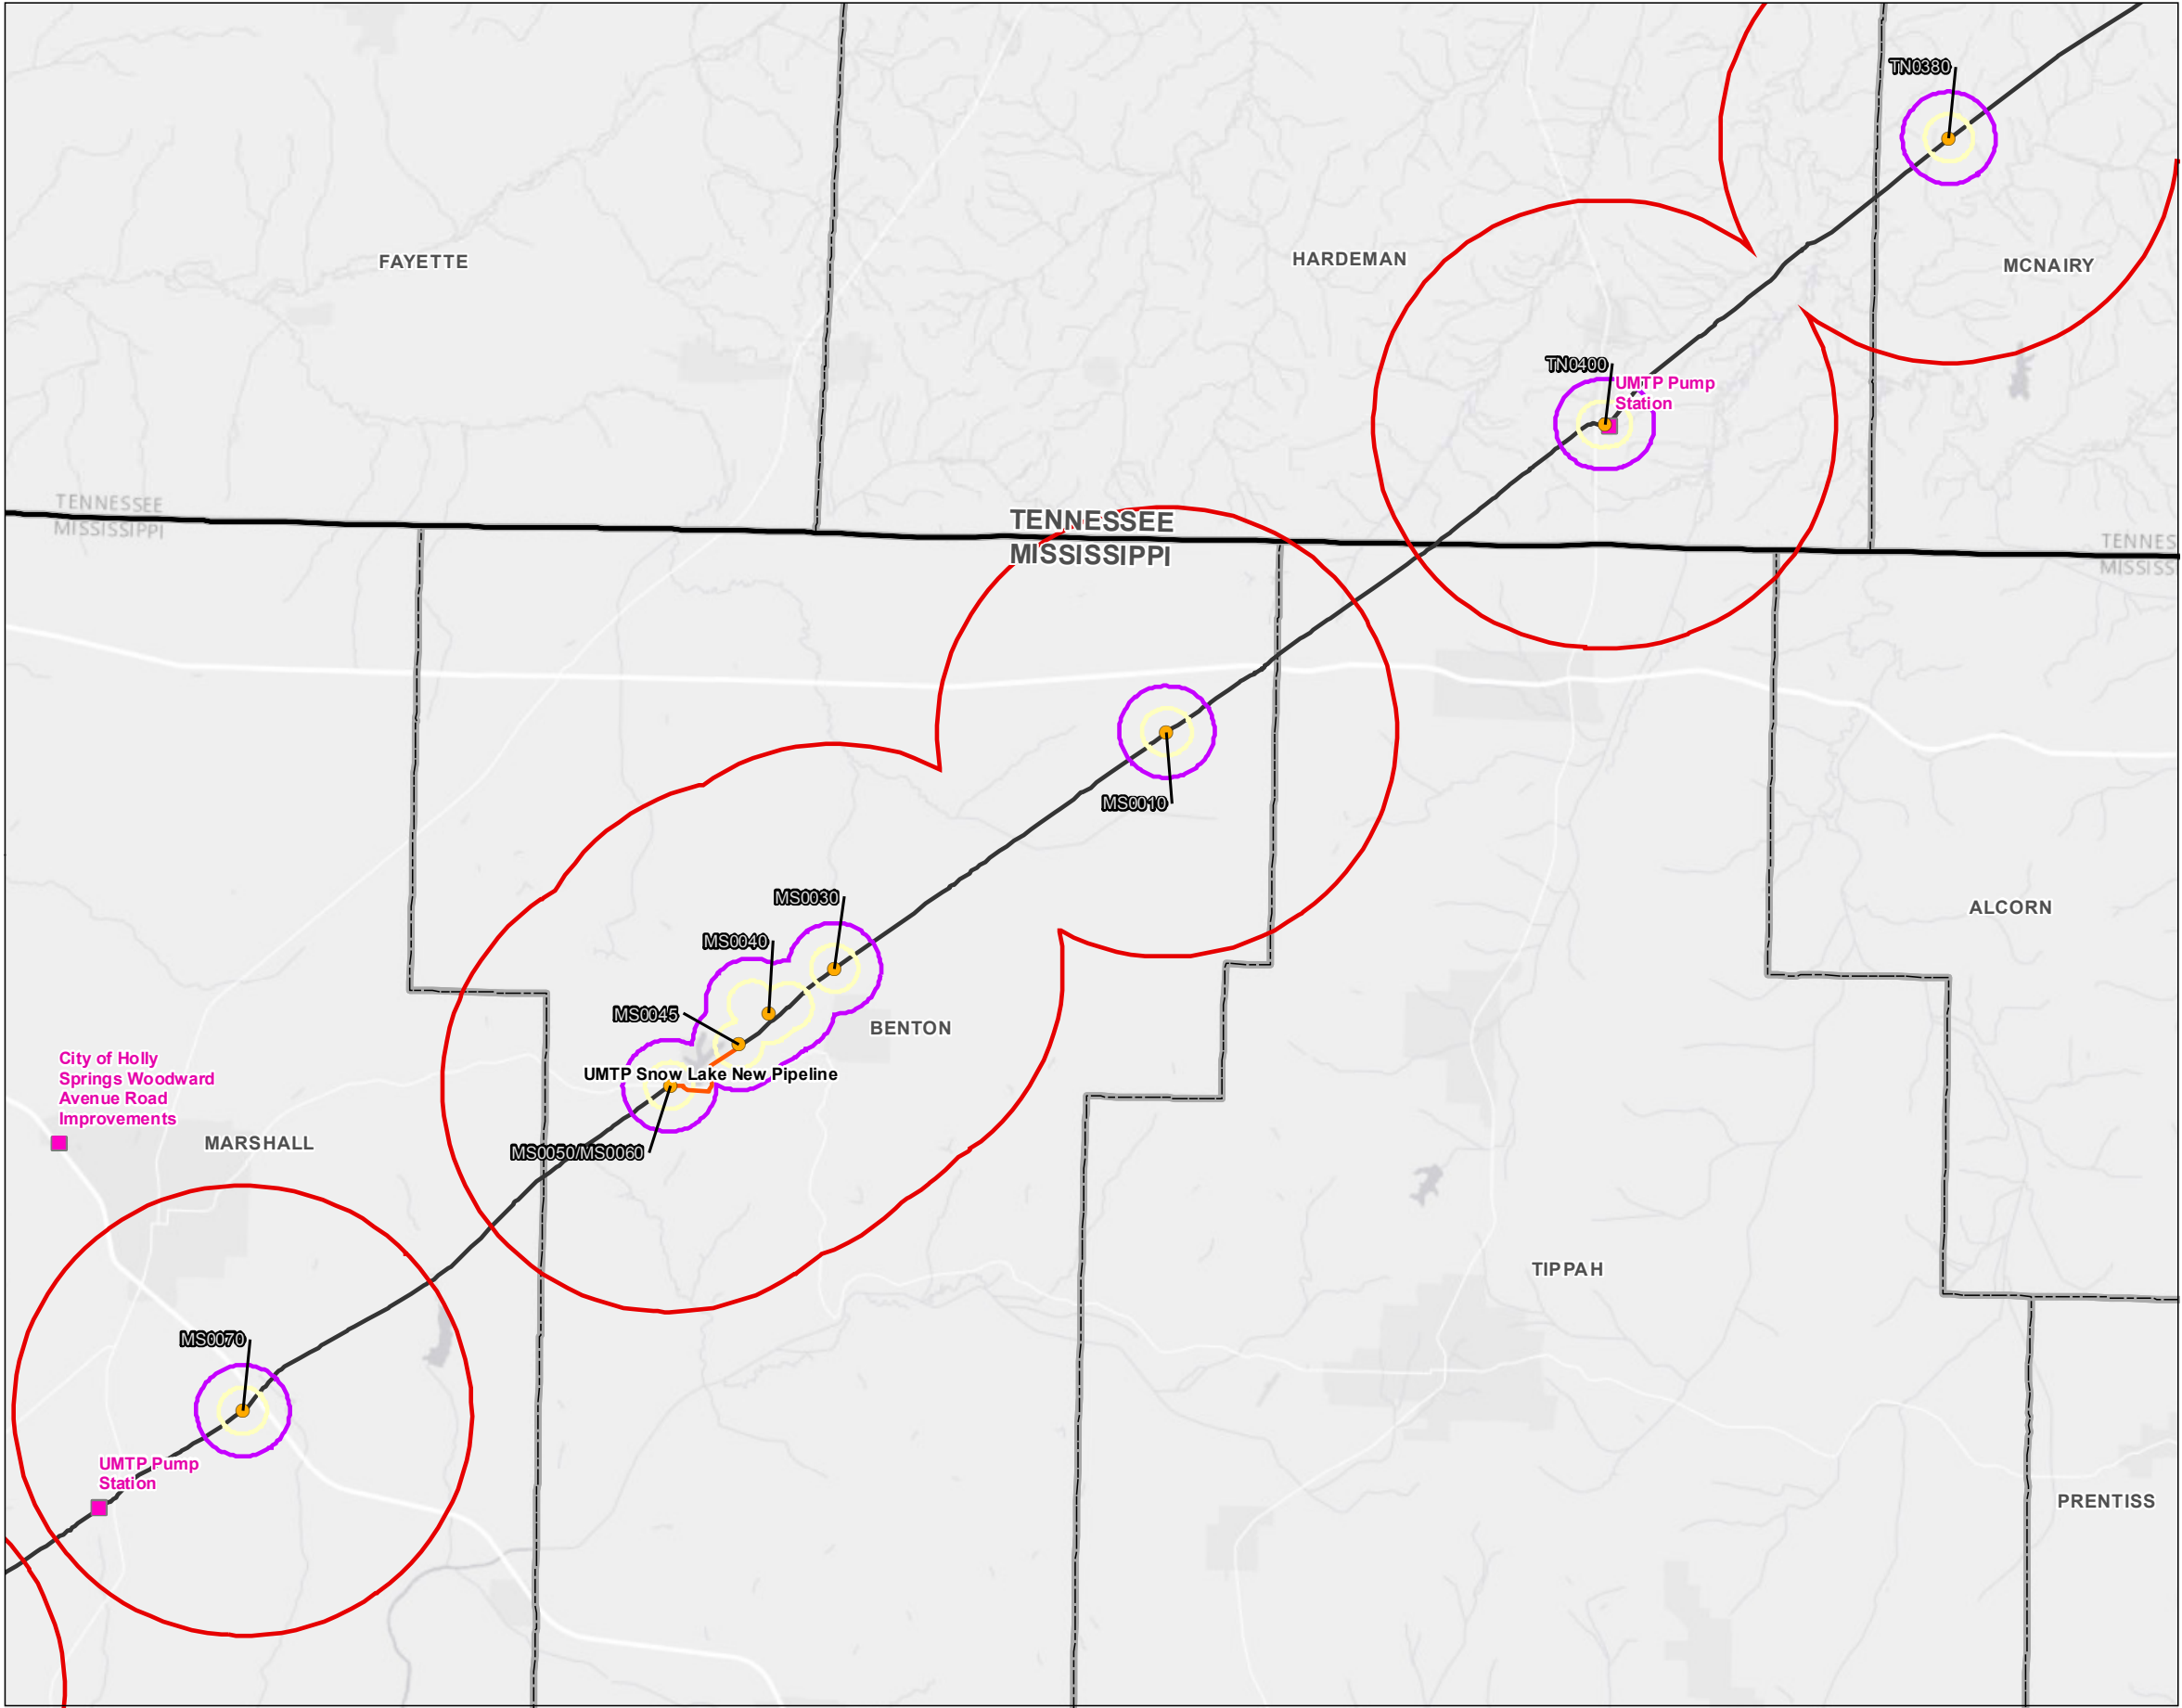 TN0380
FAYETTE
HARDEMAN
MCNAIRY
TN0400
UMTP Pump
Station
TENNESSEE
MISSISSIPPI
TENNESSEE
MISSISSIPPI
TENNES
MISSISS
MS0010
MS0030
MS0040
ALCORN
MS0045
BENTON
UMTP Snow Lake New Pipeline
City of Holly
Springs Woodward
Avenue Road
Improvements
MARSHALL
MS0050/MS0060
TIPPAH
MS0070
UMTP Pump
Station
PRENTISS